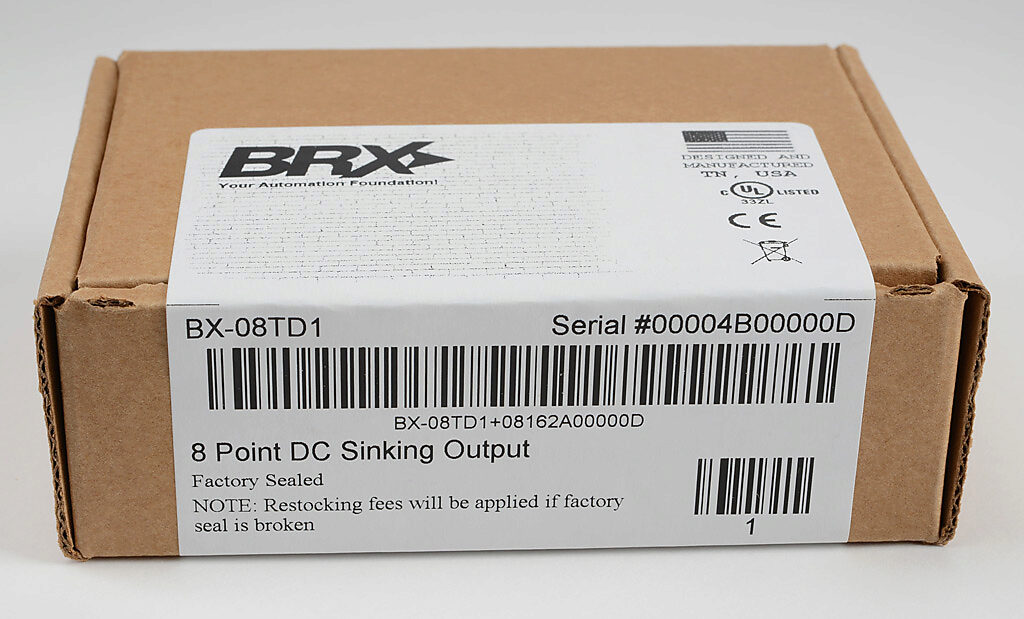 BRX
Your Automation Foundation!
DESIGNED AND
MANUFACTURED
TN, USA
C UL LISTED
33ZL
CE
BX-08TD1
Serial #00004B00000D
BX-08TD1+08162A00000D
8 Point DC Sinking Output
Factory Sealed
NOTE: Restocking fees will be applied if factory
seal is broken
1